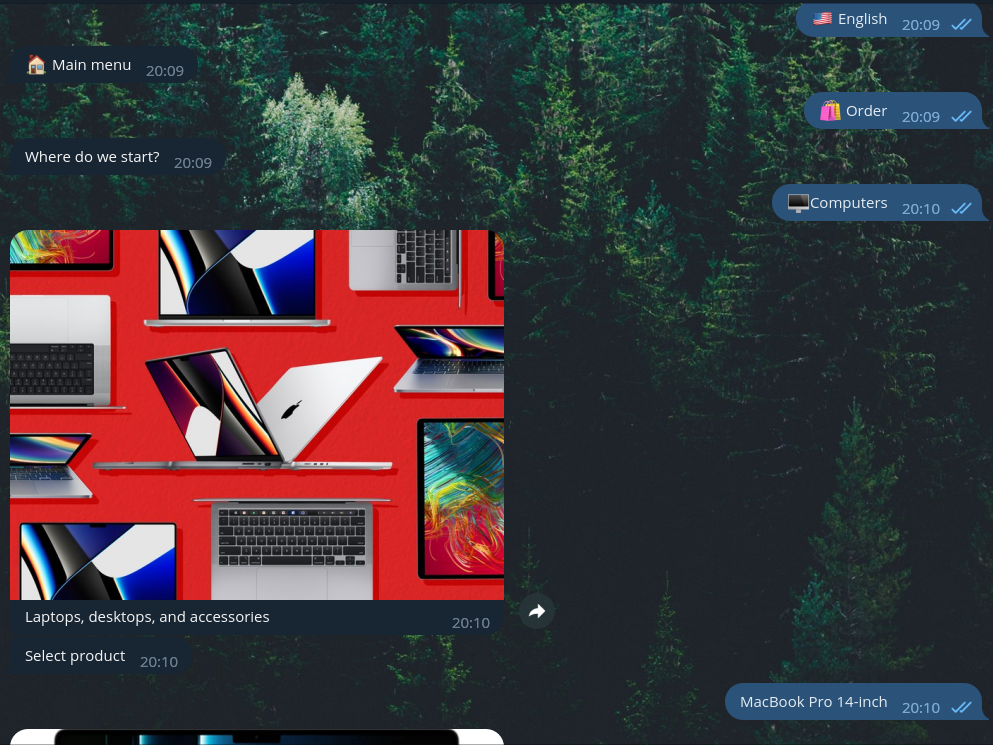 🇺🇸 English 20:09
🏠 Main menu 20:09
🛍 Order 20:09
Where do we start? 20:09
🖥Computers 20:10
Laptops, desktops, and accessories 20:10
Select product 20:10
MacBook Pro 14-inch 20:10